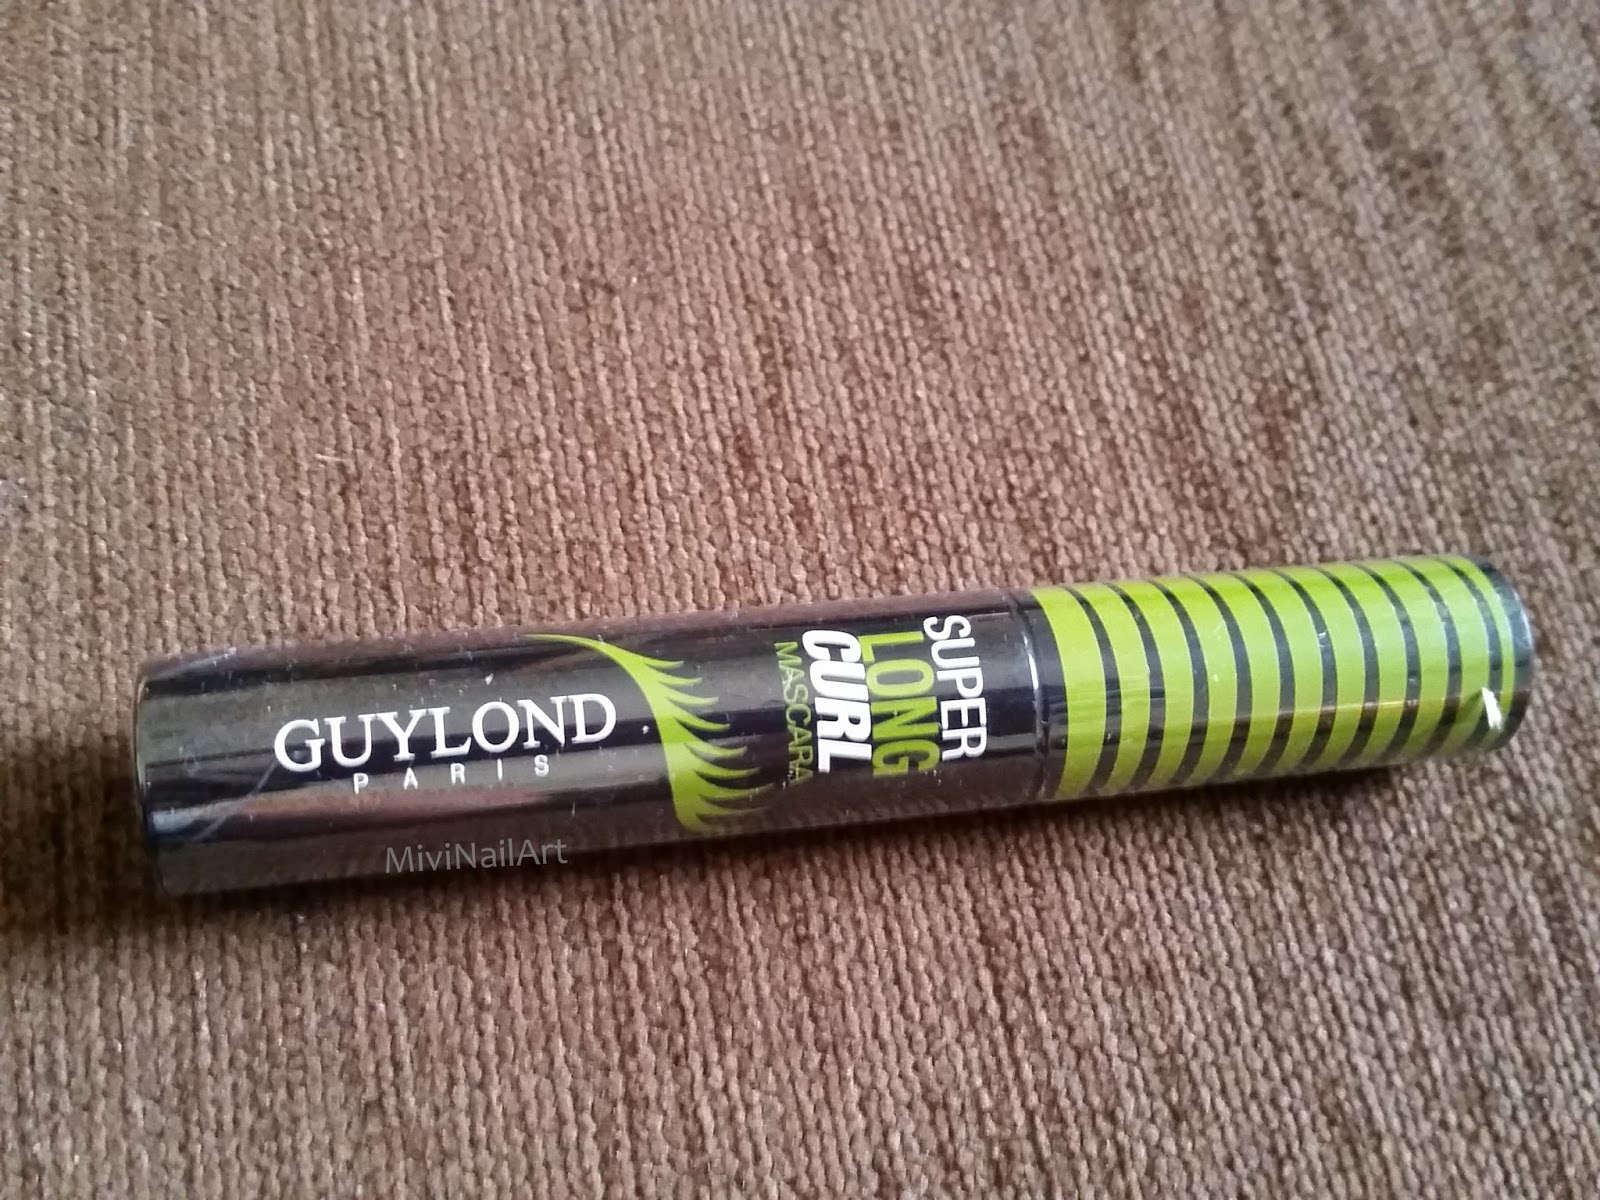 GUYLOND
PARIS
SUPER
LONG
CURL
MASCARA
MiviNailArt